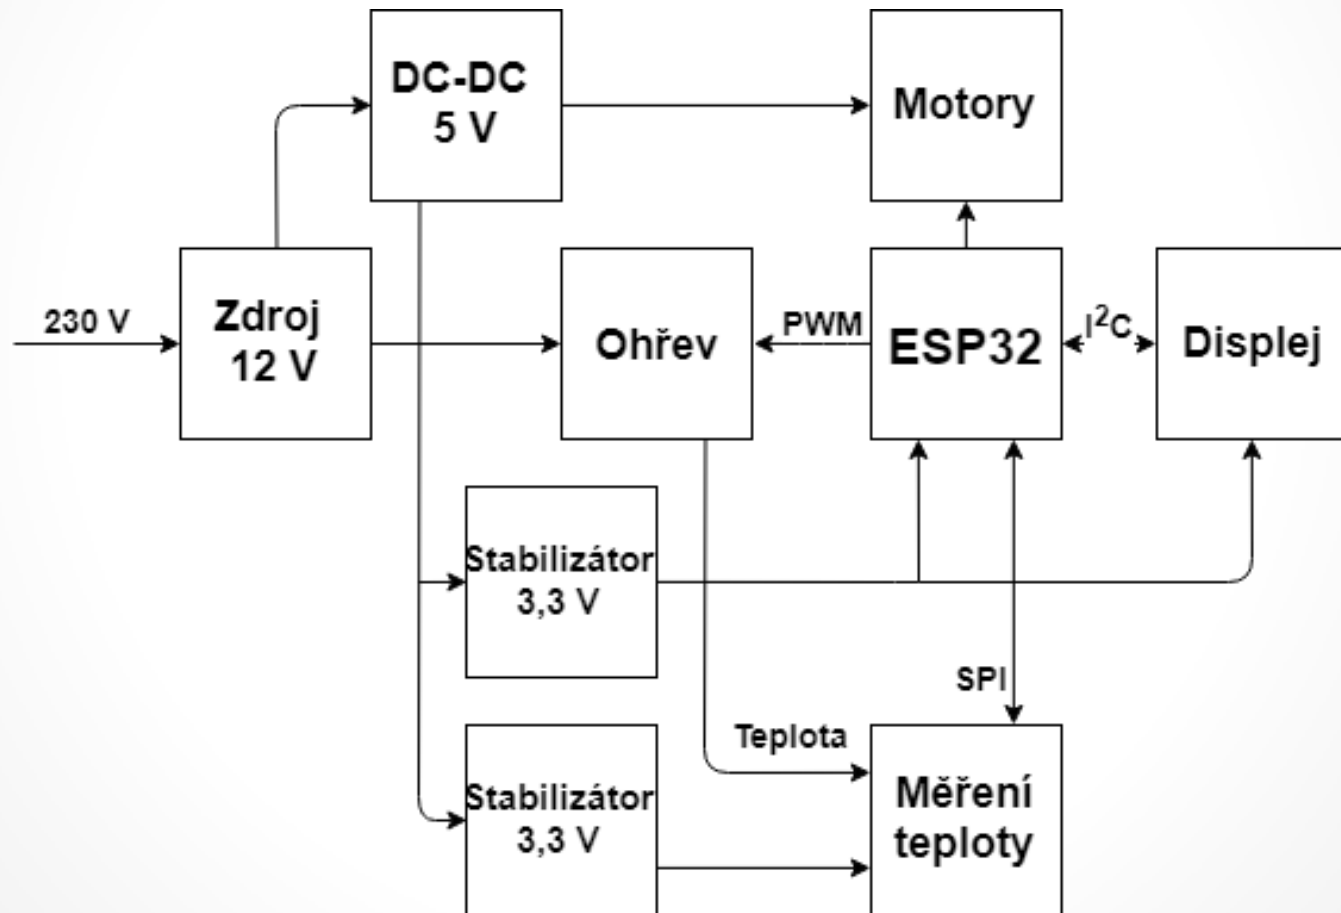 DC-DC
5 V
Motory
230 V
Zdroj
12 V
Ohřev
PWM
ESP32
I²C
Displej
Stabilizátor
3,3 V
SPI
Teplota
Stabilizátor
3,3 V
Měření
teploty